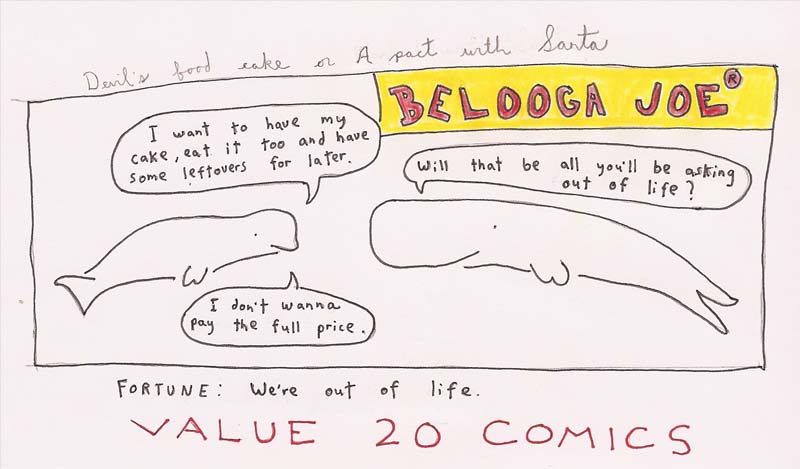 Devil's food cake or A pact with Santa
BELOOGA JOE®
I want to have my
cake, eat it too and have
some leftovers for later.
Will that be all you'll be asking
out of life?
I don't wanna
pay the full price.
FORTUNE: We're out of life.
VALUE 20 COMICS